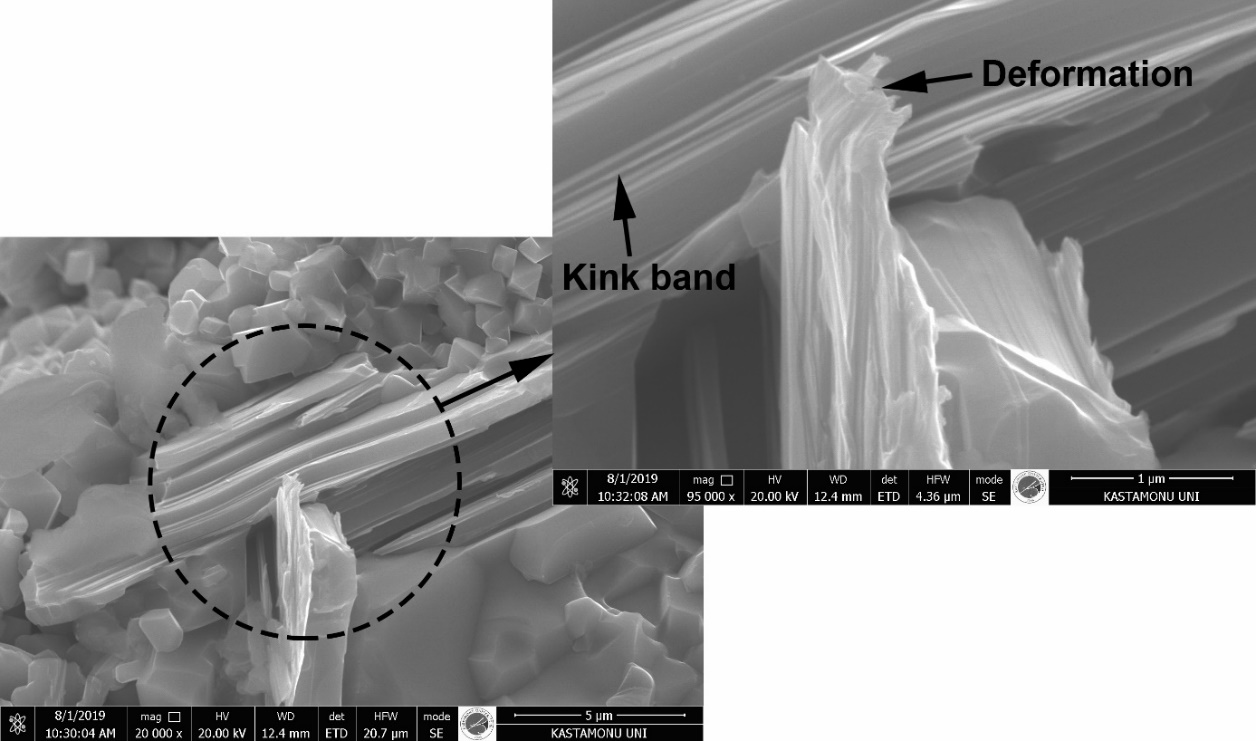 Deformation
Kink band
8/1/2019 mag HV WD det HFW mode 1 µm
10:32:08 AM 95 000 x 20.00 kV 12.4 mm ETD 4.36 µm SE KASTAMONU UNI
8/1/2019 mag HV WD det HFW mode 5 µm
10:30:04 AM 20 000 x 20.00 kV 12.4 mm ETD 20.7 µm SE KASTAMONU UNI